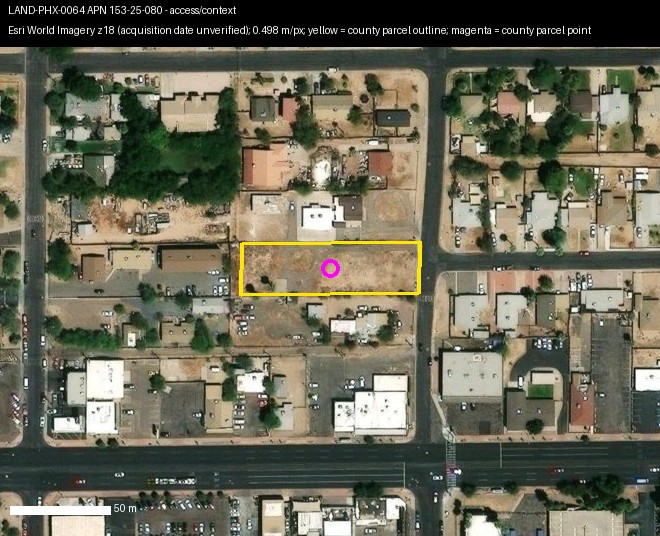 LAND-PHX-0064 APN 153-25-080 - access/context
Esri World Imagery z18 (acquisition date unverified); 0.498 m/px; yellow = county parcel outline; magenta = county parcel point
50 m